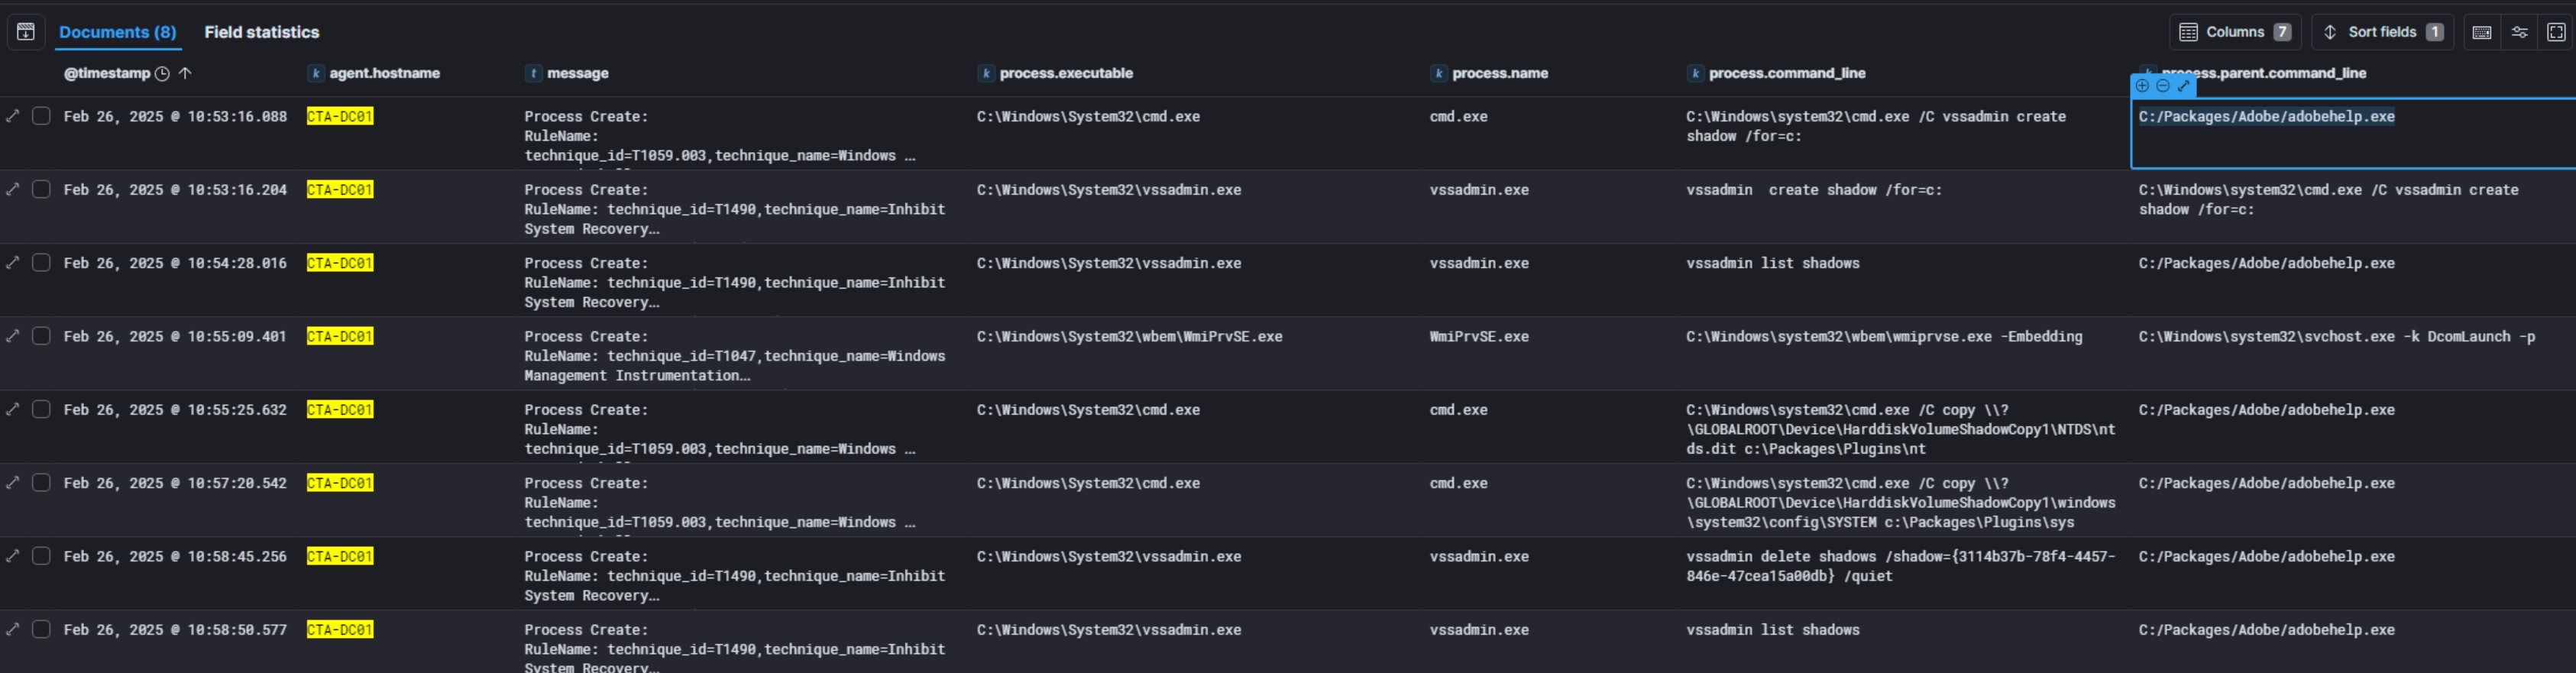 Documents (8) Field statistics Columns 7 Sort fields 1
@timestamp k agent.hostname t message k process.executable k process.name k process.command_line k process.parent.command_line
Feb 26, 2025 @ 10:53:16.088 CTA-DC01 Process Create: C:\Windows\System32\cmd.exe cmd.exe C:\Windows\system32\cmd.exe /C vssadmin create C:/Packages/Adobe/adobehelp.exe
RuleName: shadow /for=c:
technique_id=T1059.003,technique_name=Windows ...
Feb 26, 2025 @ 10:53:16.204 CTA-DC01 Process Create: C:\Windows\System32\vssadmin.exe vssadmin.exe vssadmin  create shadow /for=c: C:\Windows\system32\cmd.exe /C vssadmin create
RuleName: technique_id=T1490,technique_name=Inhibit shadow /for=c:
System Recovery...
Feb 26, 2025 @ 10:54:28.016 CTA-DC01 Process Create: C:\Windows\System32\vssadmin.exe vssadmin.exe vssadmin list shadows C:/Packages/Adobe/adobehelp.exe
RuleName: technique_id=T1490,technique_name=Inhibit
System Recovery...
Feb 26, 2025 @ 10:55:09.401 CTA-DC01 Process Create: C:\Windows\System32\wbem\WmiPrvSE.exe WmiPrvSE.exe C:\Windows\system32\wbem\wmiprvse.exe -Embedding C:\Windows\system32\svchost.exe -k DcomLaunch -p
RuleName: technique_id=T1047,technique_name=Windows
Management Instrumentation...
Feb 26, 2025 @ 10:55:25.632 CTA-DC01 Process Create: C:\Windows\System32\cmd.exe cmd.exe C:\Windows\system32\cmd.exe /C copy \\? C:/Packages/Adobe/adobehelp.exe
RuleName: \GLOBALROOT\Device\HarddiskVolumeShadowCopy1\NTDS\nt
technique_id=T1059.003,technique_name=Windows ... ds.dit c:\Packages\Plugins\nt
Feb 26, 2025 @ 10:57:20.542 CTA-DC01 Process Create: C:\Windows\System32\cmd.exe cmd.exe C:\Windows\system32\cmd.exe /C copy \\? C:/Packages/Adobe/adobehelp.exe
RuleName: \GLOBALROOT\Device\HarddiskVolumeShadowCopy1\windows
technique_id=T1059.003,technique_name=Windows ... \system32\config\SYSTEM c:\Packages\Plugins\sys
Feb 26, 2025 @ 10:58:45.256 CTA-DC01 Process Create: C:\Windows\System32\vssadmin.exe vssadmin.exe vssadmin delete shadows /shadow={3114b37b-78f4-4457- C:/Packages/Adobe/adobehelp.exe
RuleName: technique_id=T1490,technique_name=Inhibit 846e-47cea15a00db} /quiet
System Recovery...
Feb 26, 2025 @ 10:58:50.577 CTA-DC01 Process Create: C:\Windows\System32\vssadmin.exe vssadmin.exe vssadmin list shadows C:/Packages/Adobe/adobehelp.exe
RuleName: technique_id=T1490,technique_name=Inhibit
System Recovery...